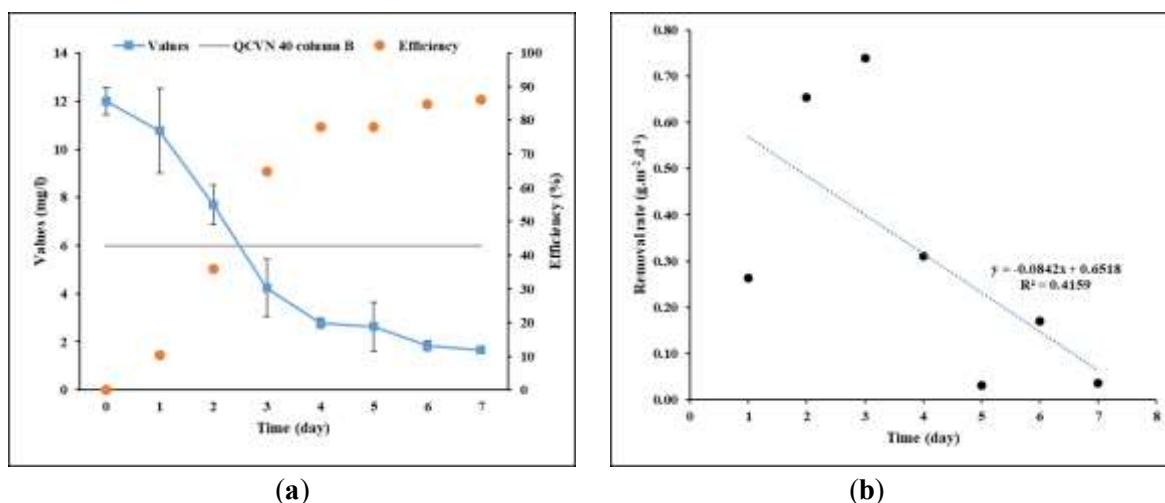 Values QCVN 40 column B Efficiency
14 100
90
12
80
10 70
60
8
50
6
40
4 30
20
2
10
0 0
0 1 2 3 4 5 6 7
Time (day)
Values (mg/l)
Efficiency (%)
(a)
0.80
0.70
0.60
0.50
0.40
0.30
0.20
0.10
0.00
0 1 2 3 4 5 6 7 8
Time (day)
Removal rate (g.m⁻².d⁻¹)
y = -0.0842x + 0.6518
R² = 0.4159
(b)